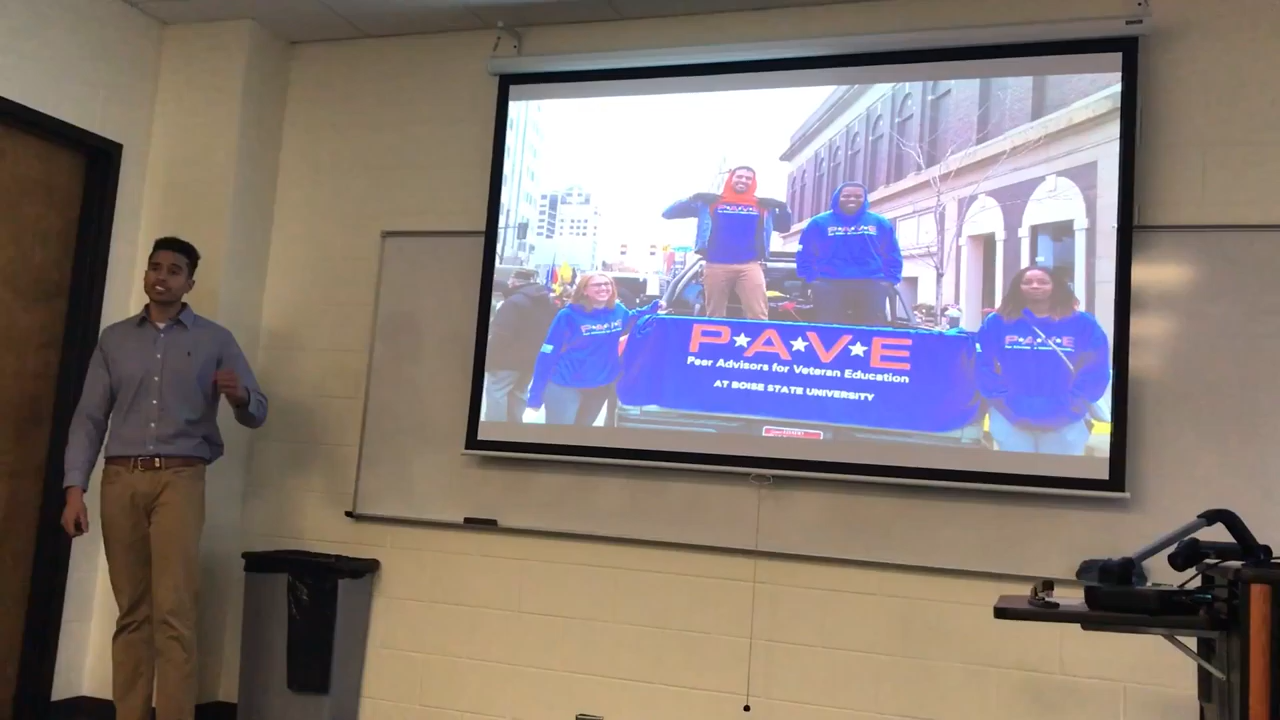 P★A★V★E
Peer Advisors for Veteran Education
AT BOISE STATE UNIVERSITY
P★A★V★E
P★A★V★E
P★A★V★E
P★A★V★E